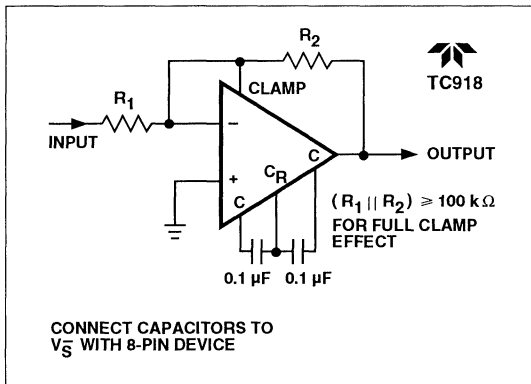 R2
TC918
CLAMP
R1
INPUT
−
+
C
CR
C
OUTPUT
(R1 || R2) ≥ 100 kΩ
FOR FULL CLAMP
EFFECT
0.1 µF 0.1 µF
CONNECT CAPACITORS TO
VS̄ WITH 8-PIN DEVICE